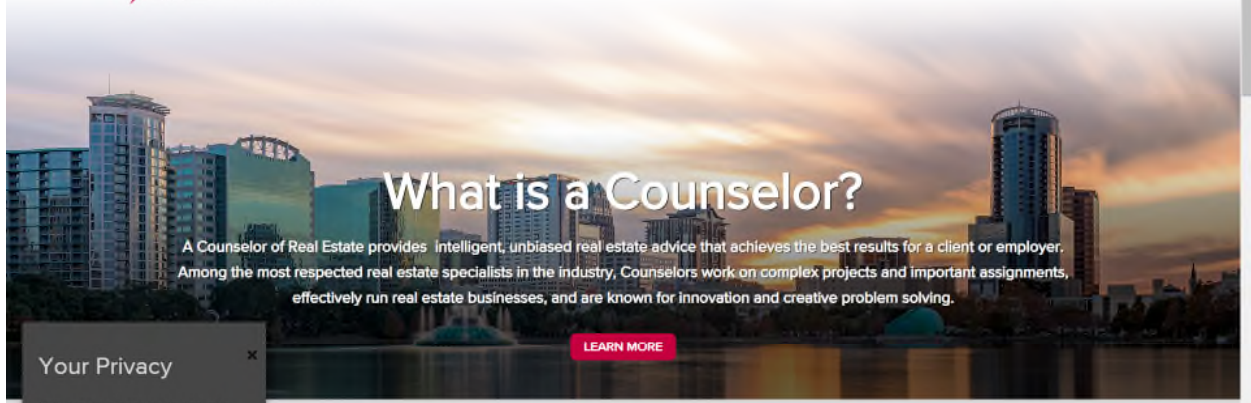 What is a Counselor?
A Counselor of Real Estate provides  intelligent, unbiased real estate advice that achieves the best results for a client or employer.
Among the most respected real estate specialists in the industry, Counselors work on complex projects and important assignments,
effectively run real estate businesses, and are known for innovation and creative problem solving.
LEARN MORE
Your Privacy ×